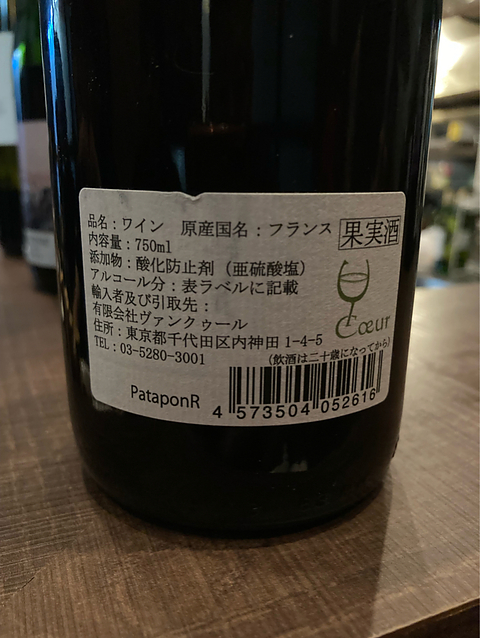 品名：ワイン　原産国名：フランス 果実酒
内容量：750ml
添加物：酸化防止剤（亜硫酸塩）
アルコール分：表ラベルに記載
輸入者及び引取先：
有限会社ヴァンクゥール
住所：東京都千代田区内神田 1-4-5
TEL：03-5280-3001　（飲酒は二十歳になってから）
Cœur
PataponR
4 573504 052616